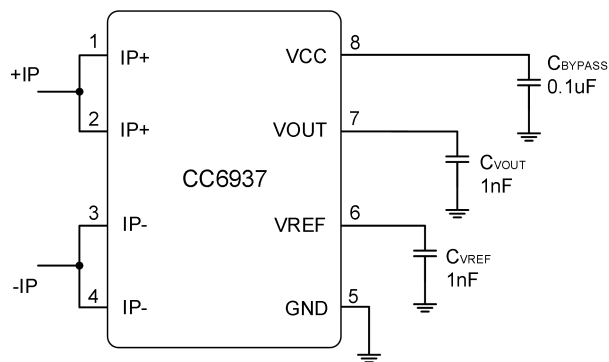 1 IP+ VCC 8
+IP
CBYPASS
0.1uF
2 IP+ VOUT 7
CVOUT
1nF
CC6937
3 IP- VREF 6
CVREF
1nF
-IP
4 IP- GND 5